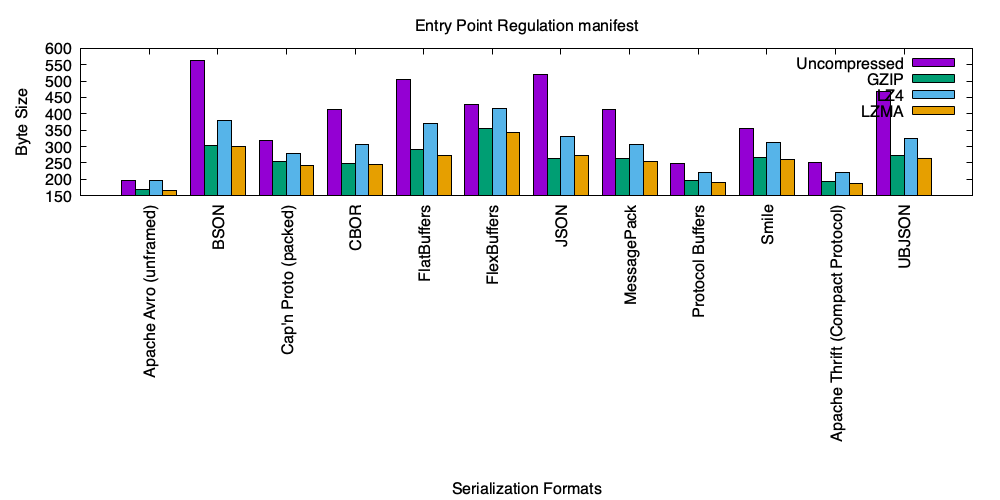 Entry Point Regulation manifest
Byte Size
600
550
500
450
400
350
300
250
200
150
Uncompressed
GZIP
LZ4
LZMA
Apache Avro (unframed)
BSON
Cap'n Proto (packed)
CBOR
FlatBuffers
FlexBuffers
JSON
MessagePack
Protocol Buffers
Smile
Apache Thrift (Compact Protocol)
UBJSON
Serialization Formats